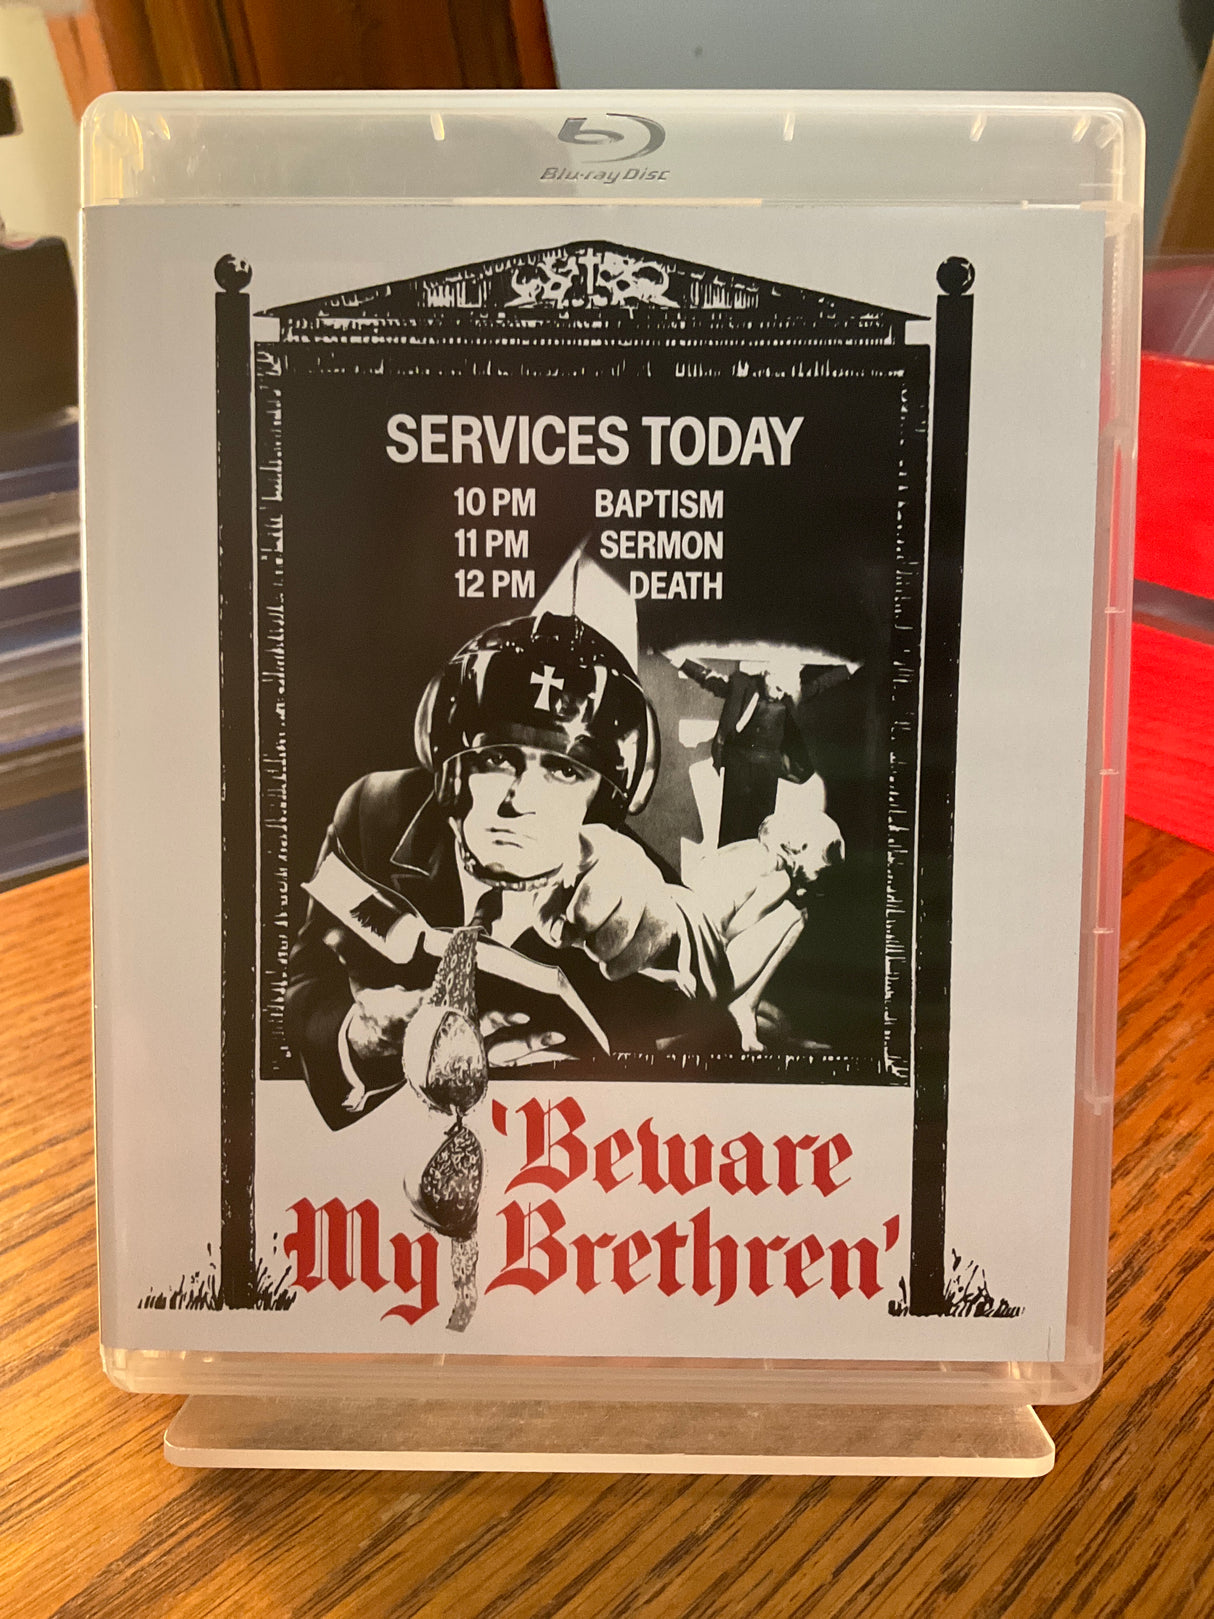 Blu-ray Disc
SERVICES TODAY
10 PM BAPTISM
11 PM SERMON
12 PM DEATH
'Beware
My Brethren'